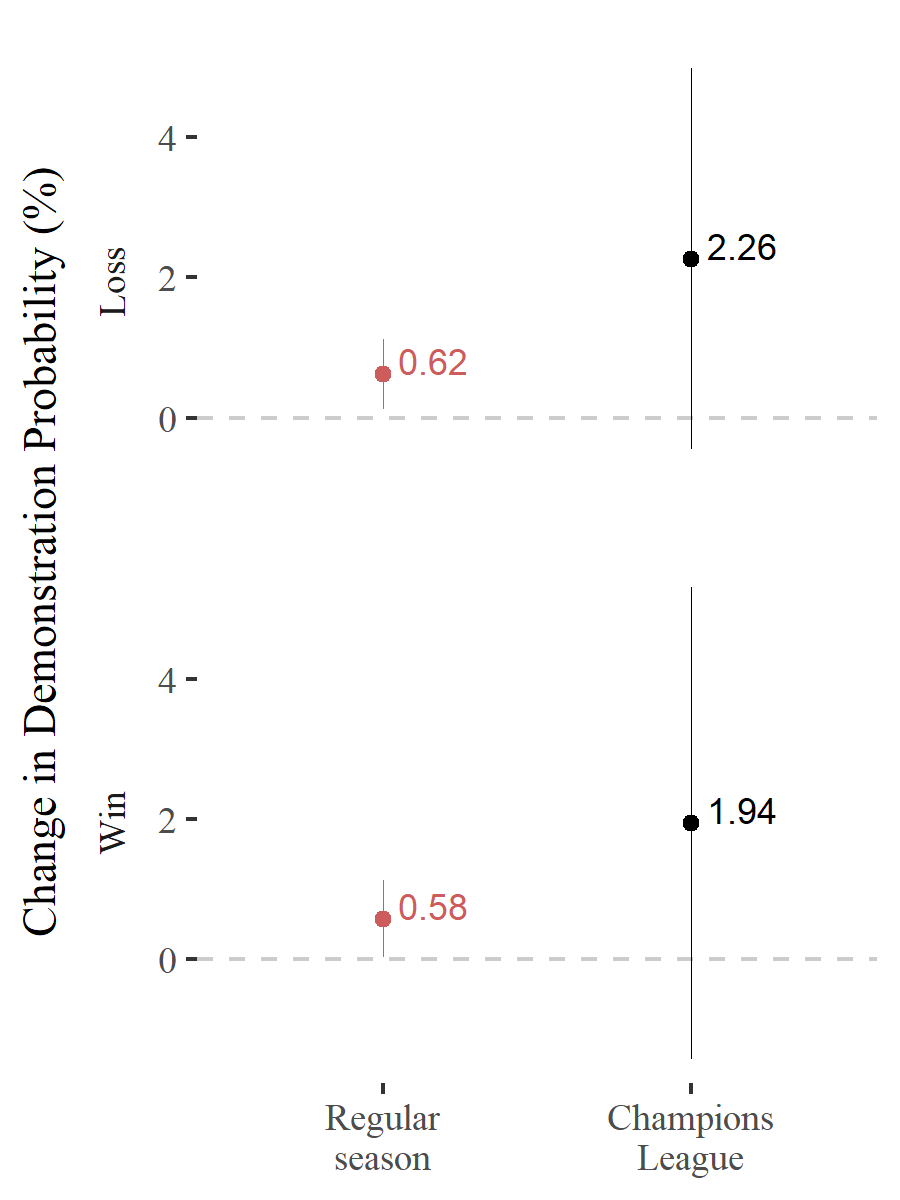 Change in Demonstration Probability (%)
Loss
4
2
0
2.26
0.62
Win
4
2
0
1.94
0.58
Regular
season
Champions
League